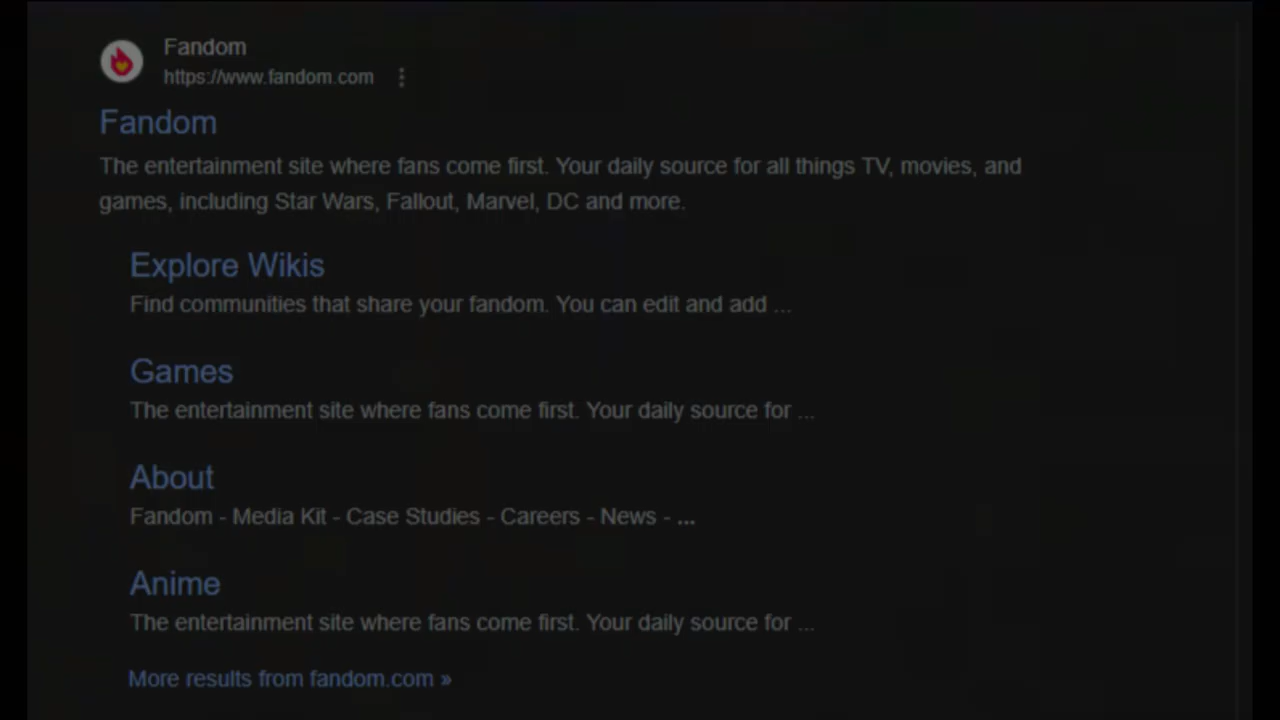 Fandom
https://www.fandom.com
Fandom
The entertainment site where fans come first. Your daily source for all things TV, movies, and
games, including Star Wars, Fallout, Marvel, DC and more.
Explore Wikis
Find communities that share your fandom. You can edit and add ...
Games
The entertainment site where fans come first. Your daily source for ...
About
Fandom - Media Kit - Case Studies - Careers - News - ...
Anime
The entertainment site where fans come first. Your daily source for ...
More results from fandom.com »